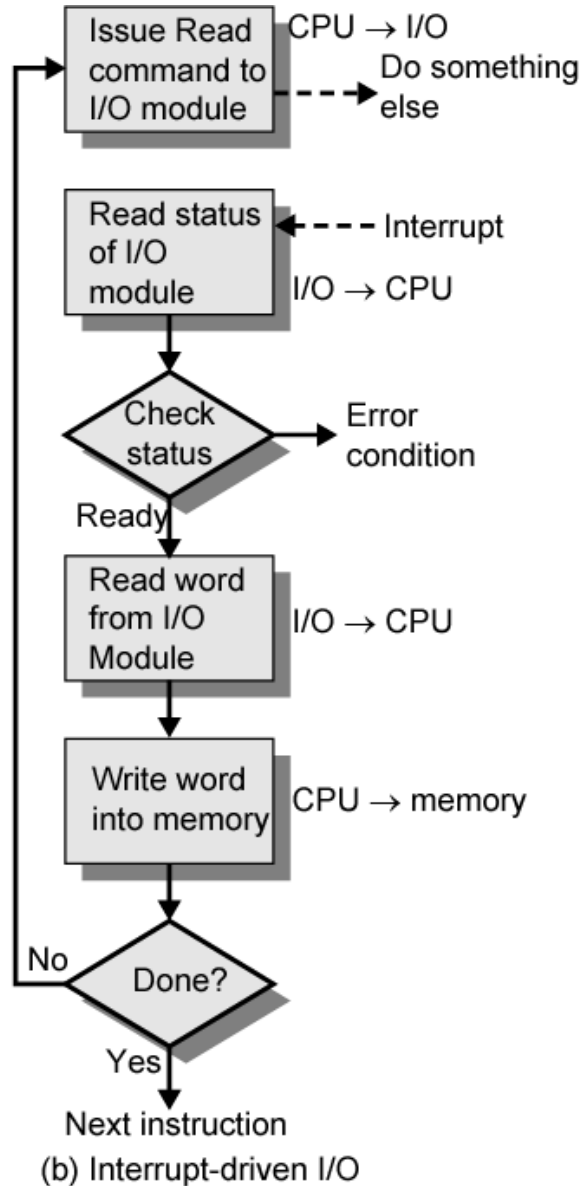 Issue Read
command to
I/O module
CPU → I/O
Do something
else
Read status
of I/O
module
Interrupt
I/O → CPU
Check
status
Error
condition
Ready
Read word
from I/O
Module
I/O → CPU
Write word
into memory
CPU → memory
No
Done?
Yes
Next instruction
(b) Interrupt-driven I/O